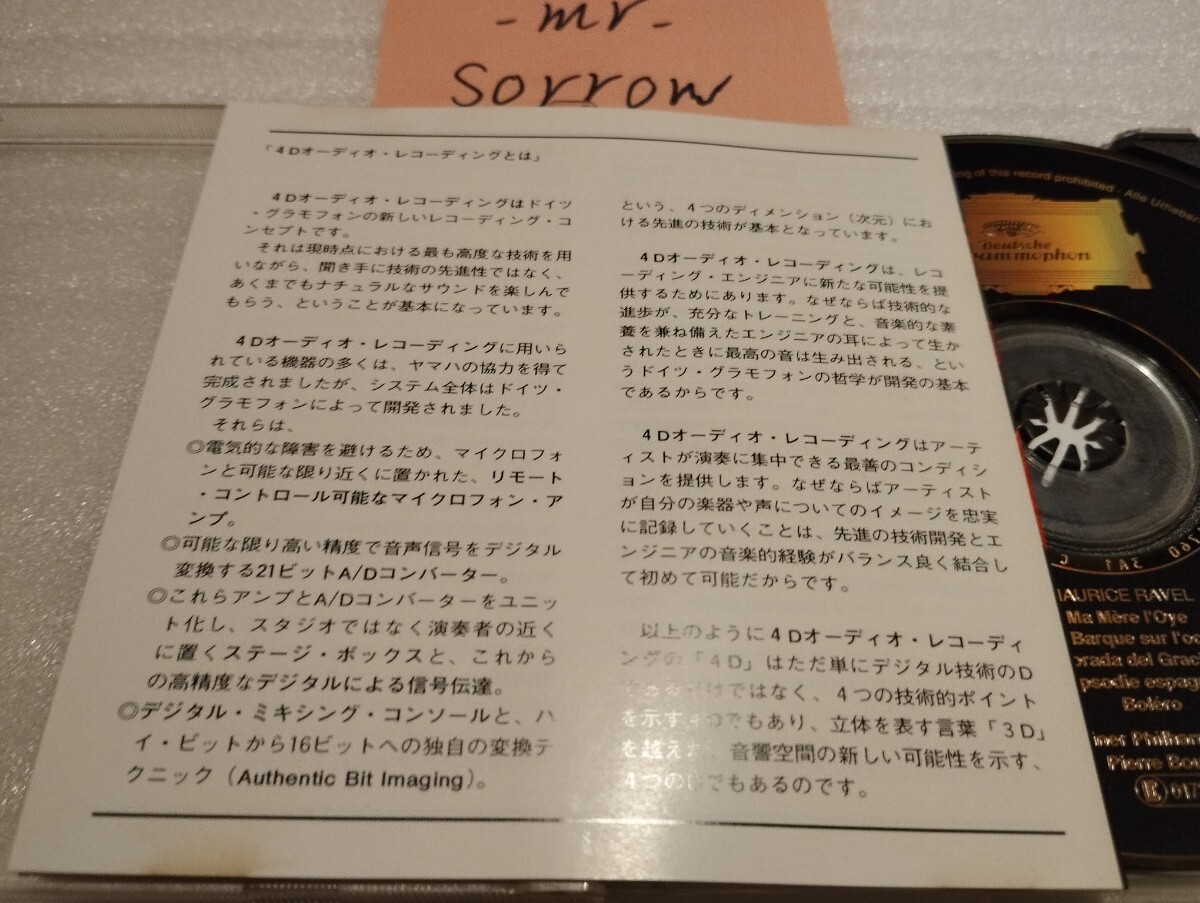 -mr-
sorrow
「4Dオーディオ・レコーディングとは」
4Dオーディオ・レコーディングはドイツ
・グラモフォンの新しいレコーディング・コ
ンセプトです。
それは現時点における最も高度な技術を用
いながら、聞き手に技術の先進性ではなく、
あくまでもナチュラルなサウンドを楽しんで
もらう、ということが基本になっています。
4Dオーディオ・レコーディングに用いら
れている機器の多くは、ヤマハの協力を得て
完成されましたが、システム全体はドイツ・
グラモフォンによって開発されました。
それらは、
◎電気的な障害を避けるため、マイクロフォ
ンと可能な限り近くに置かれた、リモート
・コントロール可能なマイクロフォン・ア
ンプ。
◎可能な限り高い精度で音声信号をデジタル
変換する21ビットA/Dコンバーター。
◎これらアンプとA/Dコンバーターをユニッ
ト化し、スタジオではなく演奏者の近く
に置くステージ・ボックスと、これから
の高精度なデジタルによる信号伝達。
◎デジタル・ミキシング・コンソールと、ハ
イ・ビットから16ビットへの独自の変換テ
クニック（Authentic Bit Imaging）。
という、4つのディメンション（次元）にお
ける先進の技術が基本となっています。
4Dオーディオ・レコーディングは、レコ
ーディング・エンジニアに新たな可能性を提
供するためにあります。なぜならば技術的な
進歩が、充分なトレーニングと、音楽的な素
養を兼ね備えたエンジニアの耳によって生か
されたときに最高の音は生み出される、とい
うドイツ・グラモフォンの哲学が開発の基本
であるからです。
4Dオーディオ・レコーディングはアーテ
ィストが演奏に集中できる最善のコンディシ
ョンを提供します。なぜならばアーティスト
が自分の楽器や声についてのイメージを忠実
に記録していくことは、先進の技術開発とエ
ンジニアの音楽的経験がバランス良く結合し
て初めて可能だからです。
以上のように4Dオーディオ・レコーディ
ングの「4D」はただ単にデジタル技術のD
ではなく、4つの技術的ポイント
を示す4Dでもあり、立体を表す言葉「3D」
を越えた、音響空間の新しい可能性を示す、
4つのDでもあるのです。
of this record prohibited - Alle Urheber
Deutsche
ammophon
MAURICE RAVEL
Ma Mère l'Oye
Barque sur l'oc
orada del Graci
psodie espa
Boléro
iner Philharm
Pierre Bou